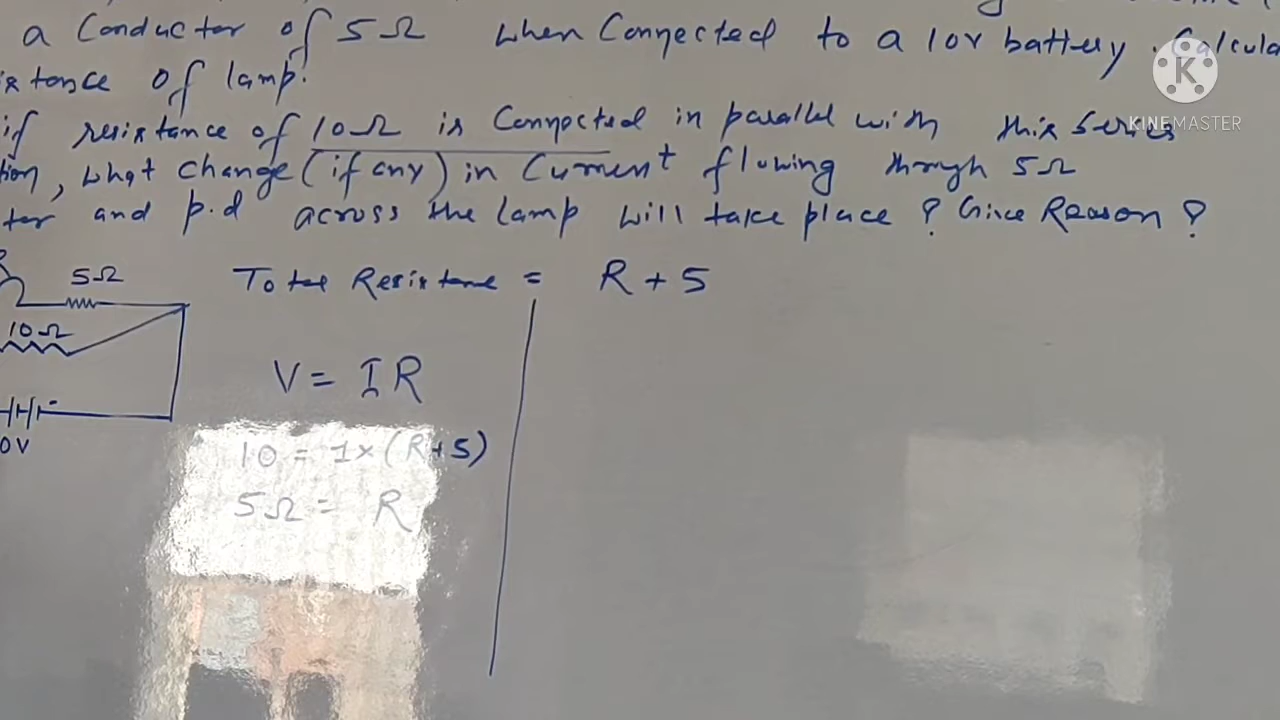 a Conductor of 5Ω when Connected to a 10V battery. Calcula
istance of lamp.
if resistance of 10Ω is Connected in parallel with this Series
tion, what change (if any) in Current flowing through 5Ω
tor and p.d across the lamp will take place ? Give Reason ?
K
KINEMASTER
R
5Ω
Total Resistance = R + 5
10Ω
V = IR
0V
10 = 1×(R+5)
5Ω = R